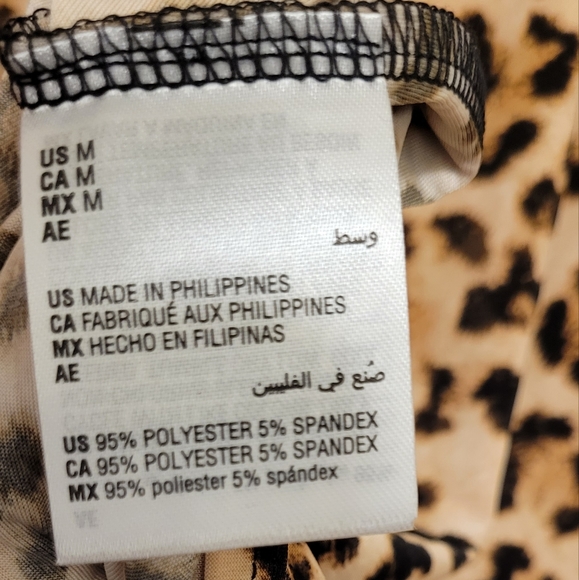 US M
CA M
MX M
AE
وسط
US MADE IN PHILIPPINES
CA FABRIQUÉ AUX PHILIPPINES
MX HECHO EN FILIPINAS
AE
صُنع في الفلبين
US 95% POLYESTER 5% SPANDEX
CA 95% POLYESTER 5% SPANDEX
MX 95% poliester 5% spándex